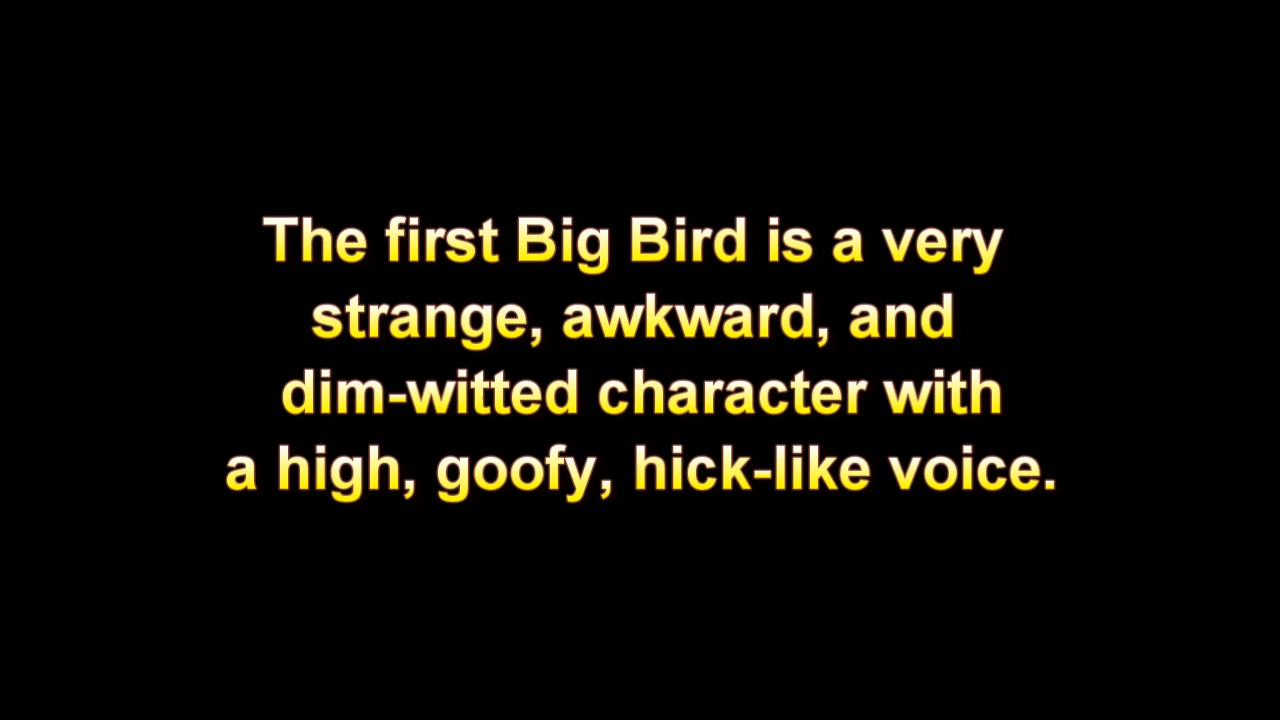 The first Big Bird is a very
strange, awkward, and
dim-witted character with
a high, goofy, hick-like voice.